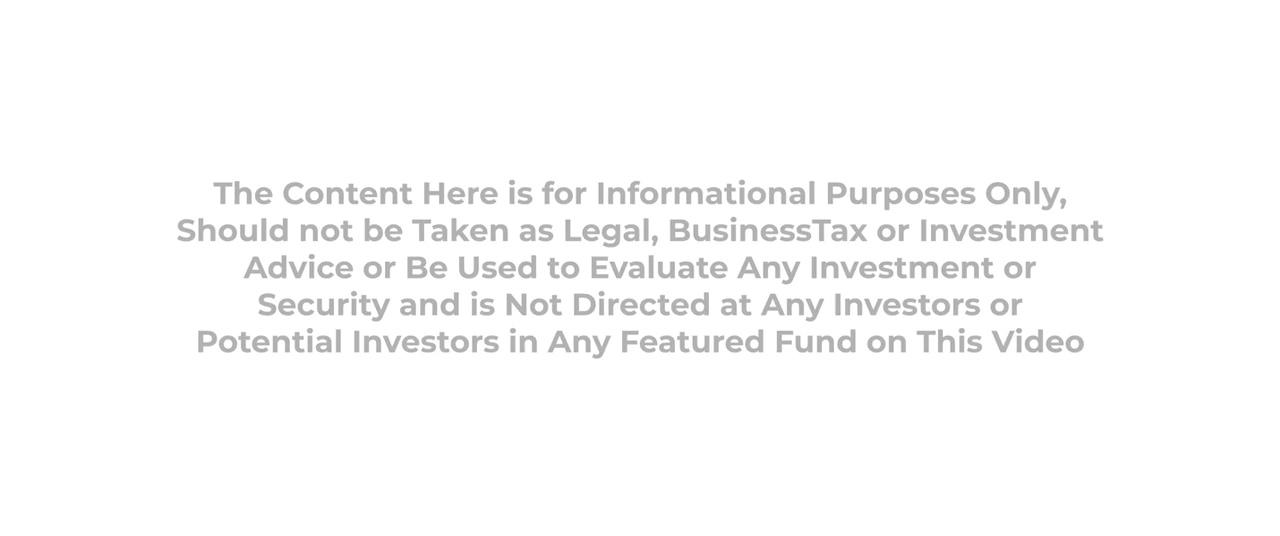 The Content Here is for Informational Purposes Only,
Should not be Taken as Legal, BusinessTax or Investment
Advice or Be Used to Evaluate Any Investment or
Security and is Not Directed at Any Investors or
Potential Investors in Any Featured Fund on This Video